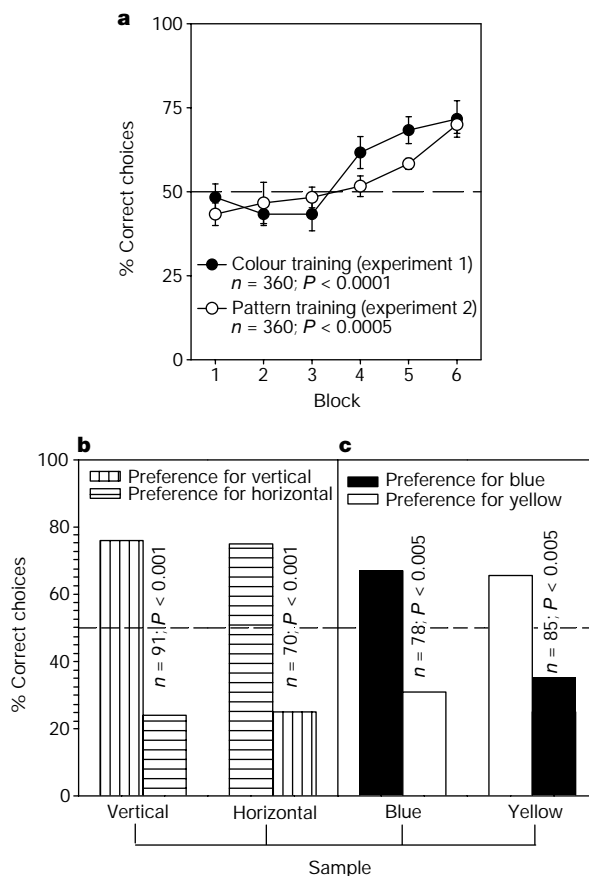 a
100
75
50
25
0
% Correct choices
Colour training (experiment 1)
n = 360; P < 0.0001
Pattern training (experiment 2)
n = 360; P < 0.0005
1 2 3 4 5 6
Block
b
c
100
80
60
40
20
0
% Correct choices
Preference for vertical
Preference for horizontal
Preference for blue
Preference for yellow
n = 91; P < 0.001
n = 70; P < 0.001
n = 78; P < 0.005
n = 85; P < 0.005
Vertical Horizontal Blue Yellow
Sample